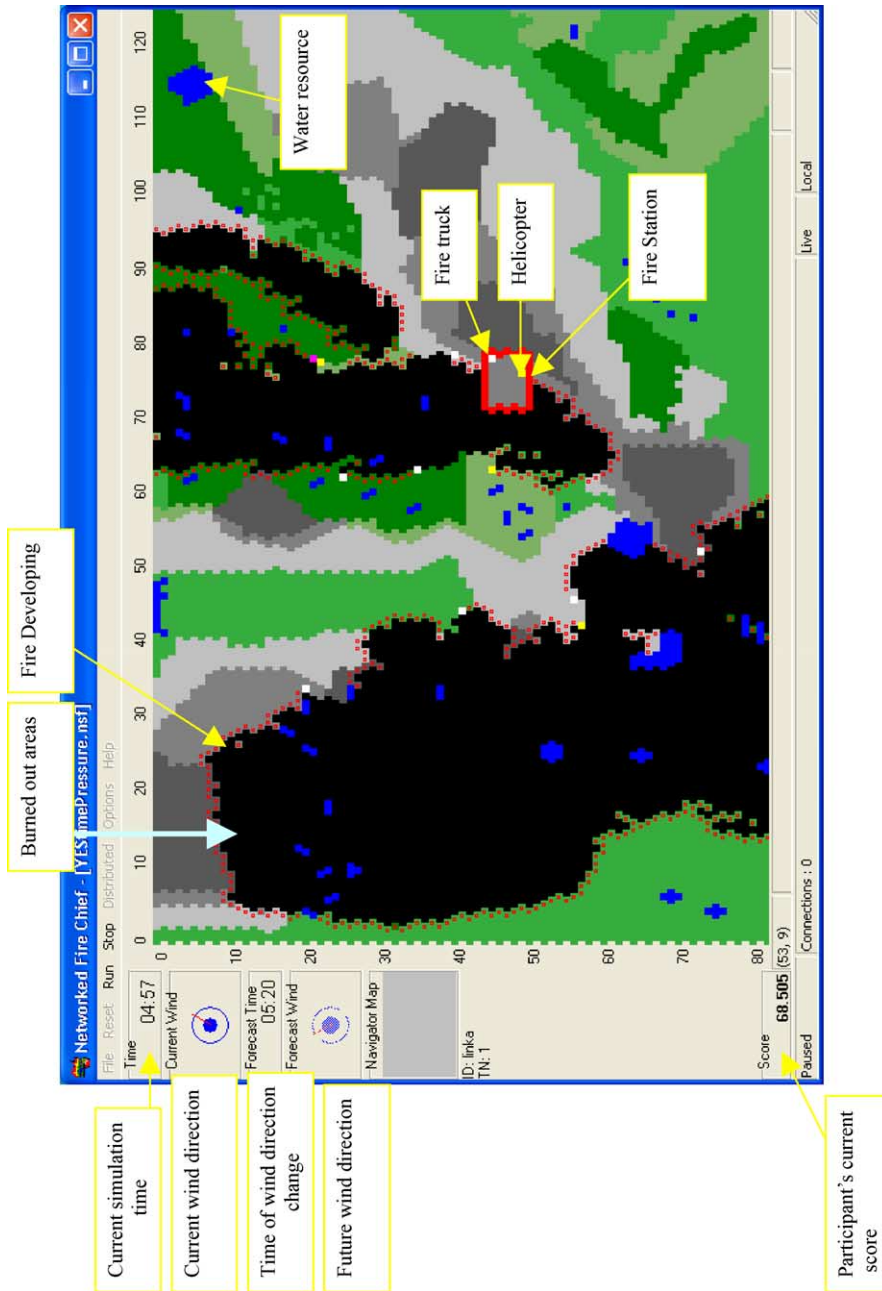 Burned out areas
Fire Developing
Networked Fire Chief - [YEStimePressure.nsf]
File Reset Run Stop Distributed Options Help
0 10 20 30 40 50 60 70 80 90 100 110 120
0
10
20
30
40
50
60
70
80
Time
04:57
Current Wind
Forecast Time
05:20
Forecast Wind
Navigator Map
ID: linka
TN: 1
Score
68.505 (53, 9)
Paused
Connections : 0
Live
Local
Water resource
Fire truck
Helicopter
Fire Station
Current simulation
time
Current wind direction
Time of wind direction
change
Future wind direction
Participant's current
score